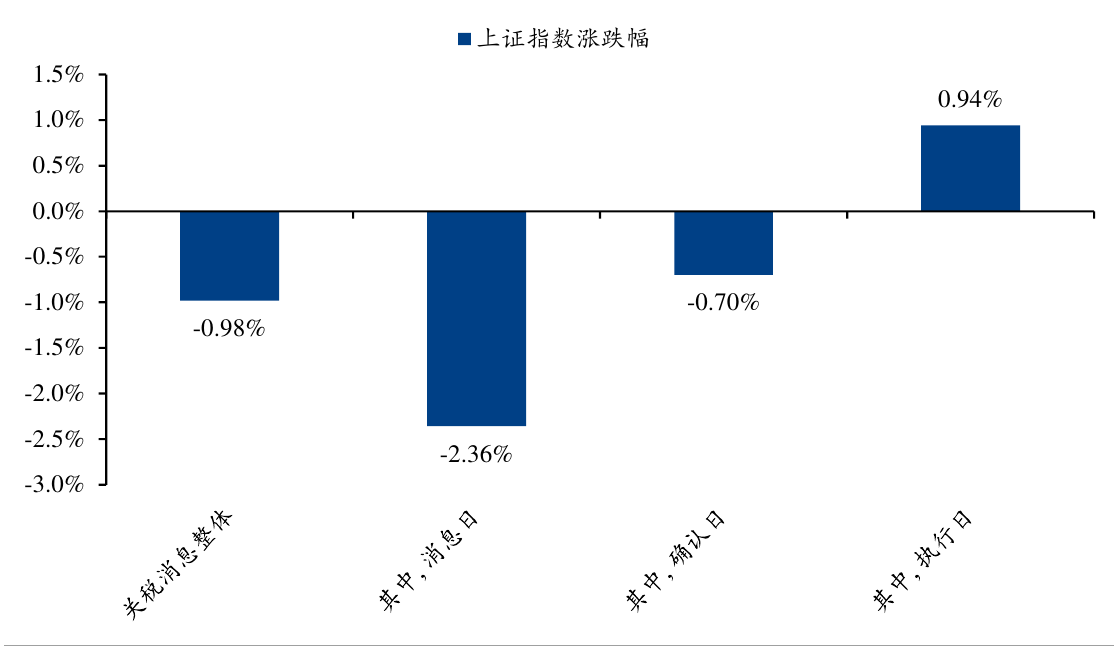 上证指数涨跌幅
1.5%
1.0%
0.5%
0.0%
-0.5%
-1.0%
-1.5%
-2.0%
-2.5%
-3.0%
-0.98%
-2.36%
-0.70%
0.94%
关税消息整体
其中,消息日
其中,确认日
其中,执行日